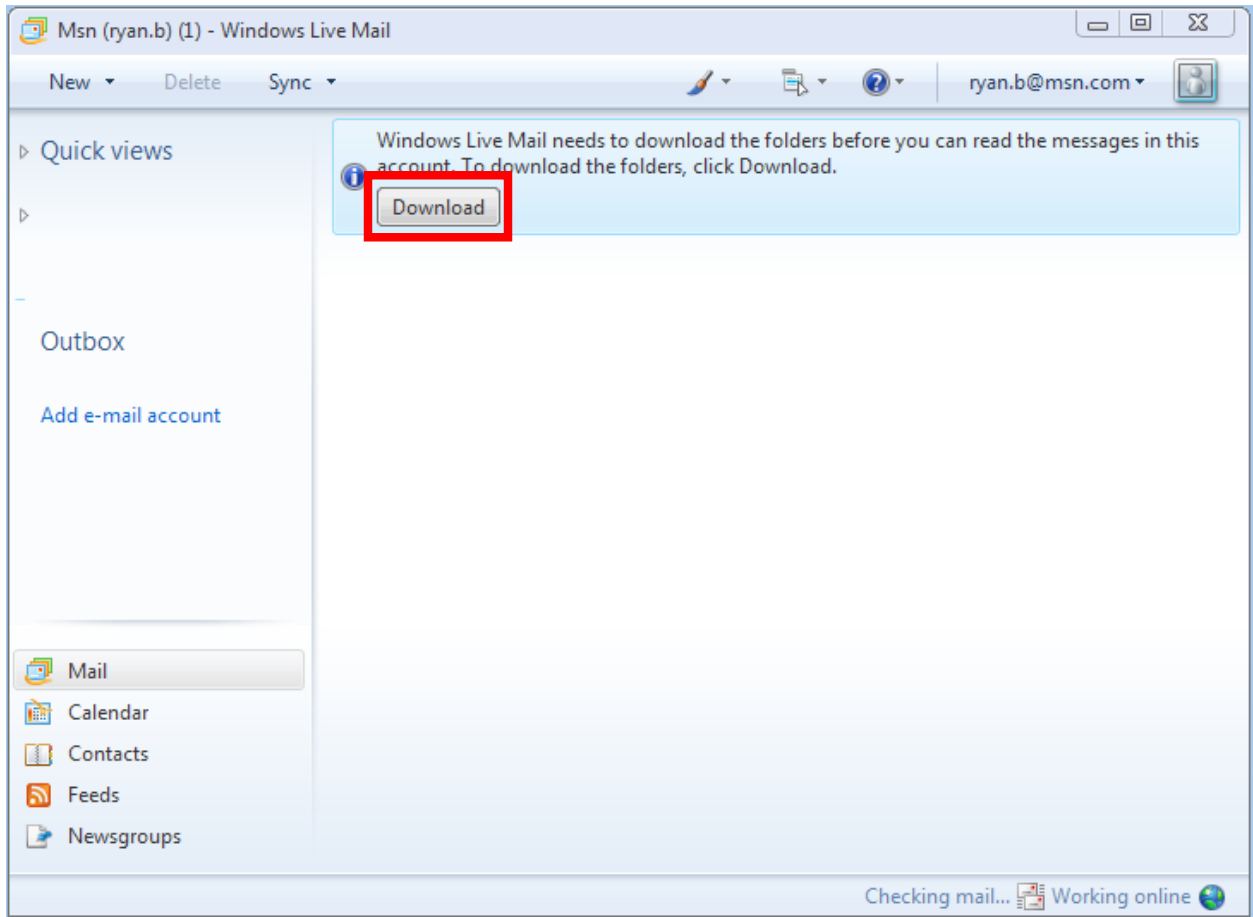 Msn (ryan.b) (1) - Windows Live Mail
New Delete Sync ryan.b@msn.com
Quick views
Windows Live Mail needs to download the folders before you can read the messages in this
account. To download the folders, click Download.
Download
Outbox
Add e-mail account
Mail
Calendar
Contacts
Feeds
Newsgroups
Checking mail... Working online